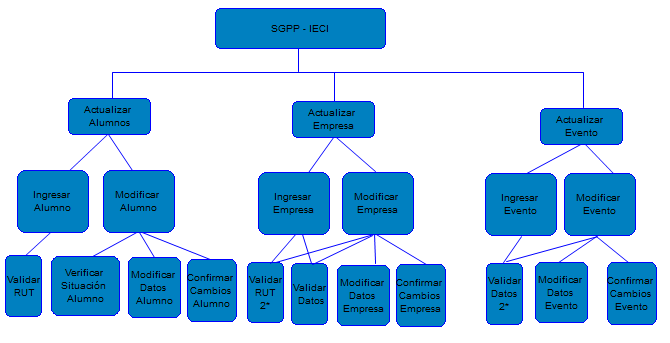 SGPP - IECI
Actualizar
Alumnos
Actualizar
Empresa
Actualizar
Evento
Ingresar
Alumno
Modificar
Alumno
Ingresar
Empresa
Modificar
Empresa
Ingresar
Evento
Modificar
Evento
Validar
RUT
Verificar
Situación
Alumno
Modificar
Datos
Alumno
Confirmar
Cambios
Alumno
Validar
RUT
2*
Validar
Datos
Modificar
Datos
Empresa
Confirmar
Cambios
Empresa
Validar
Datos
2*
Modificar
Datos
Evento
Confirmar
Cambios
Evento